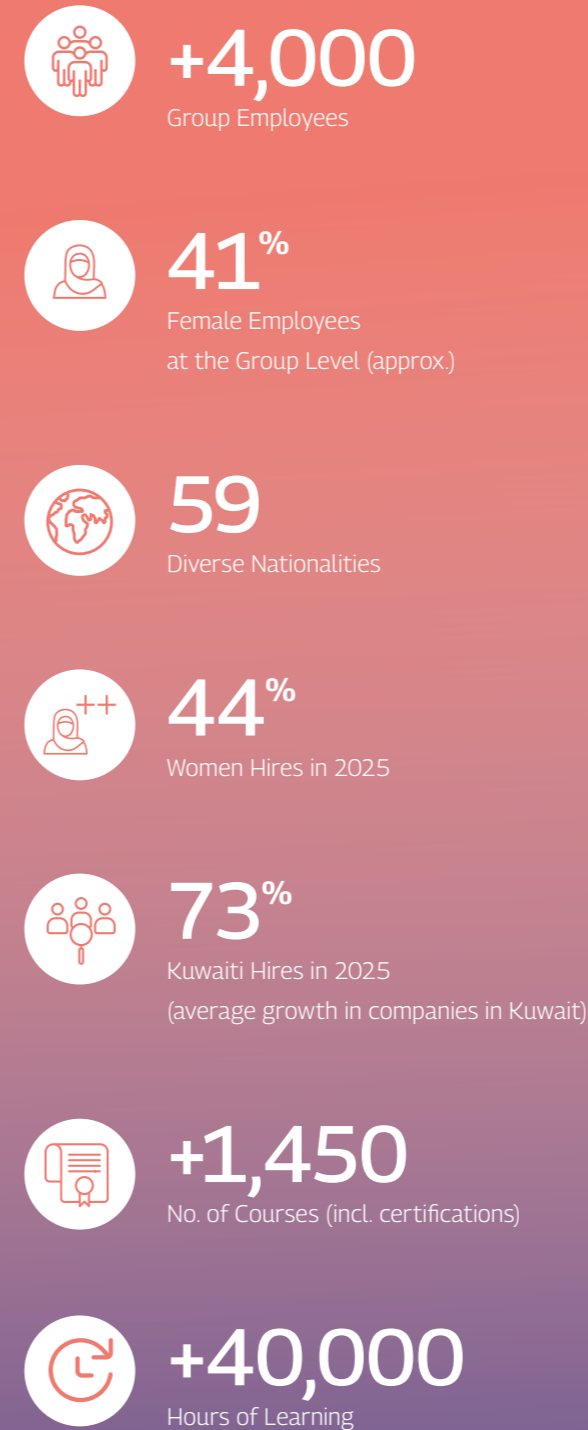 +4,000
Group Employees
41%
Female Employees
at the Group Level (approx.)
59
Diverse Nationalities
44%
Women Hires in 2025
73%
Kuwaiti Hires in 2025
(average growth in companies in Kuwait)
+1,450
No. of Courses (incl. certifications)
+40,000
Hours of Learning